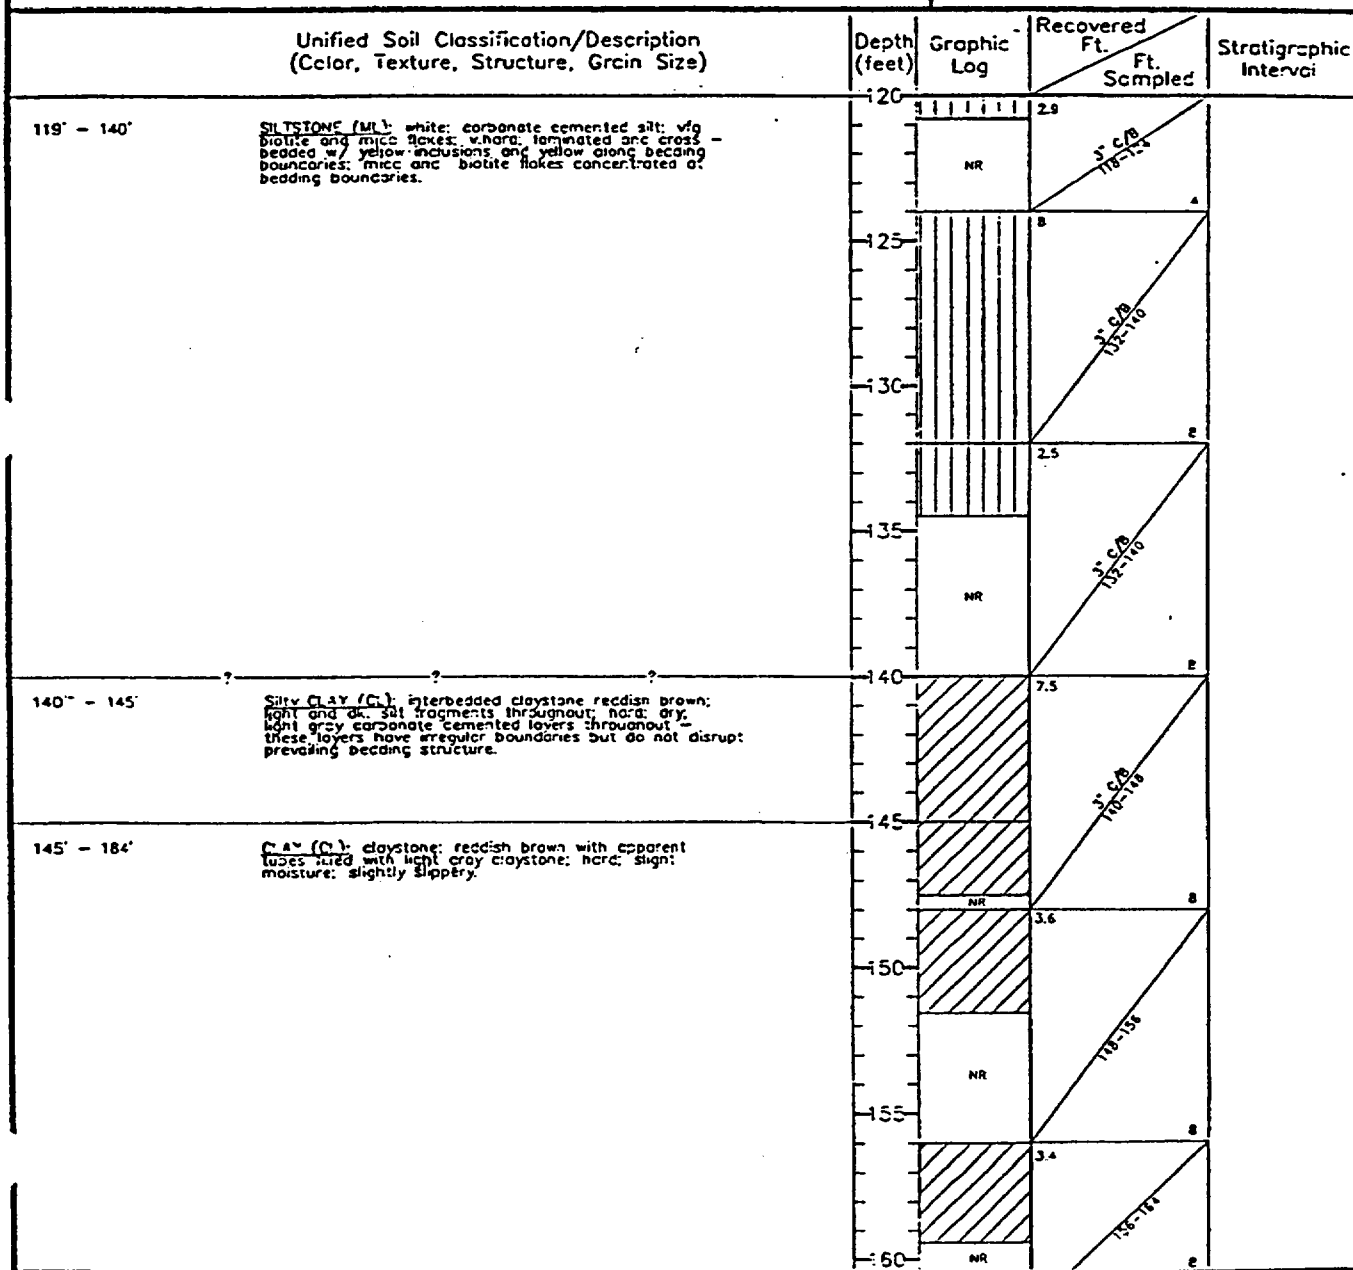 Unified Soil Classification/Description
(Color, Texture, Structure, Grain Size)
Depth
(feet)
Graphic
Log
Recovered
Ft.
Ft.
Sampled
Stratigraphic
Interval
119' - 140'
SILTSTONE (ML): white; carbonate cemented silt; vfg
biotite and mica flakes; v.hard; laminated and cross -
bedded w/ yellow inclusions and yellow along bedding
boundaries; mica and biotite flakes concentrated at
bedding boundaries.
120
2.9
NR
3" C/B
4
125
8
3" C/B
132-140
130
2.5
135
3" C/B
132-140
NR
? ? ?
140
140' - 145'
Silty CLAY (CL): interbedded claystone reddish brown;
light and dk. silt fragments throughout; hard; dry;
light gray carbonate cemented layers throughout -
these layers have irregular boundaries but do not disrupt
prevailing bedding structure.
7.5
3" C/B
140-148
145
145' - 184'
CLAY (CL): claystone; reddish brown with apparent
tubes filled with light gray claystone; hard; slight
moisture; slightly slippery.
NR
8
3.6
150
148-156
NR
155
8
3.4
156-164
NR
160